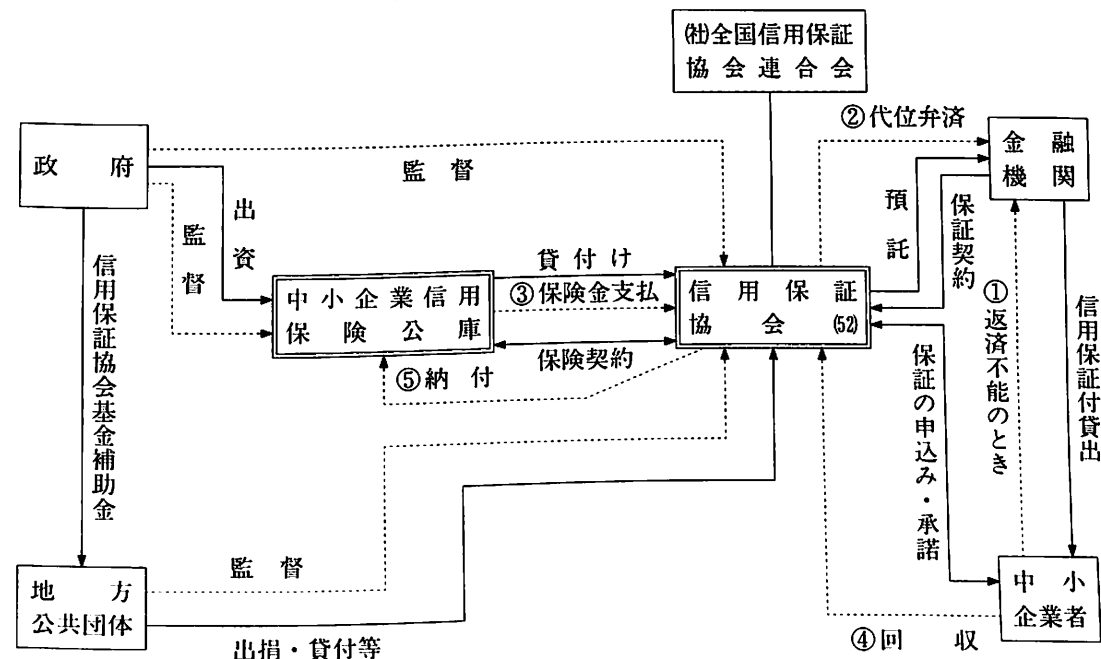 ㈳全国信用保証
協会連合会
②代位弁済
政府
金融
機関
監督
出資
監督
預託
保証契約
貸付け
③保険金支払
中小企業信用
保険公庫
信用保証
協会(52)
保険契約
⑤納付
信用保証協会基金補助金
①返済不能のとき
信用保証付貸出
保証の申込み・承諾
監督
地方
公共団体
中小
企業者
出捐・貸付等
④回収